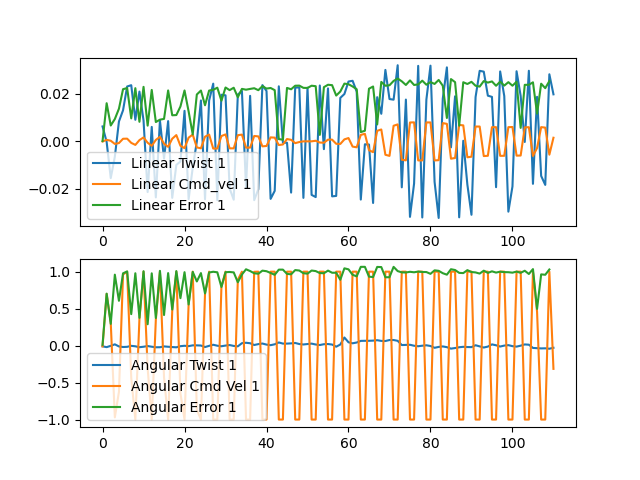 0.02
0.00
−0.02
Linear Twist 1
Linear Cmd_vel 1
Linear Error 1
0 20 40 60 80 100
1.0
0.5
0.0
−0.5
−1.0
Angular Twist 1
Angular Cmd Vel 1
Angular Error 1
0 20 40 60 80 100